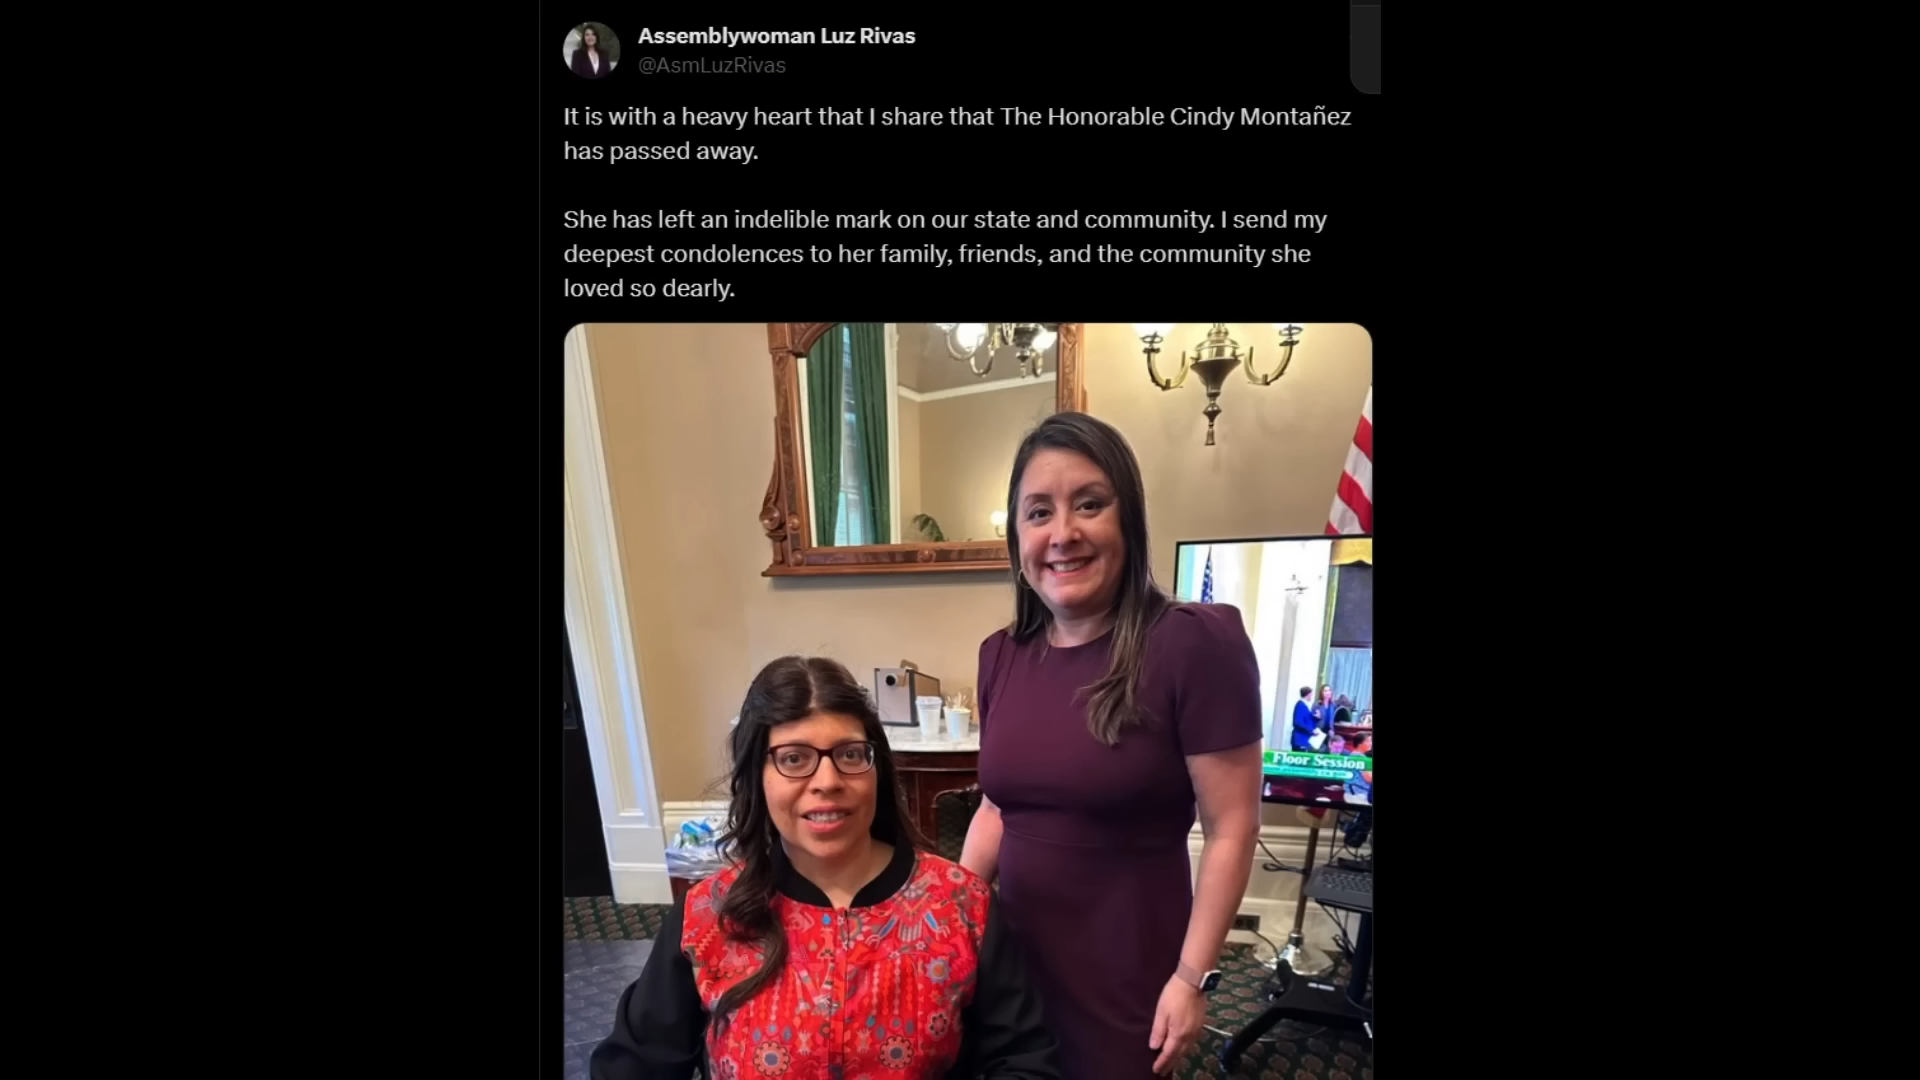 Assemblywoman Luz Rivas
@AsmLuzRivas
It is with a heavy heart that I share that The Honorable Cindy Montañez
has passed away.
She has left an indelible mark on our state and community. I send my
deepest condolences to her family, friends, and the community she
loved so dearly.
Floor Session